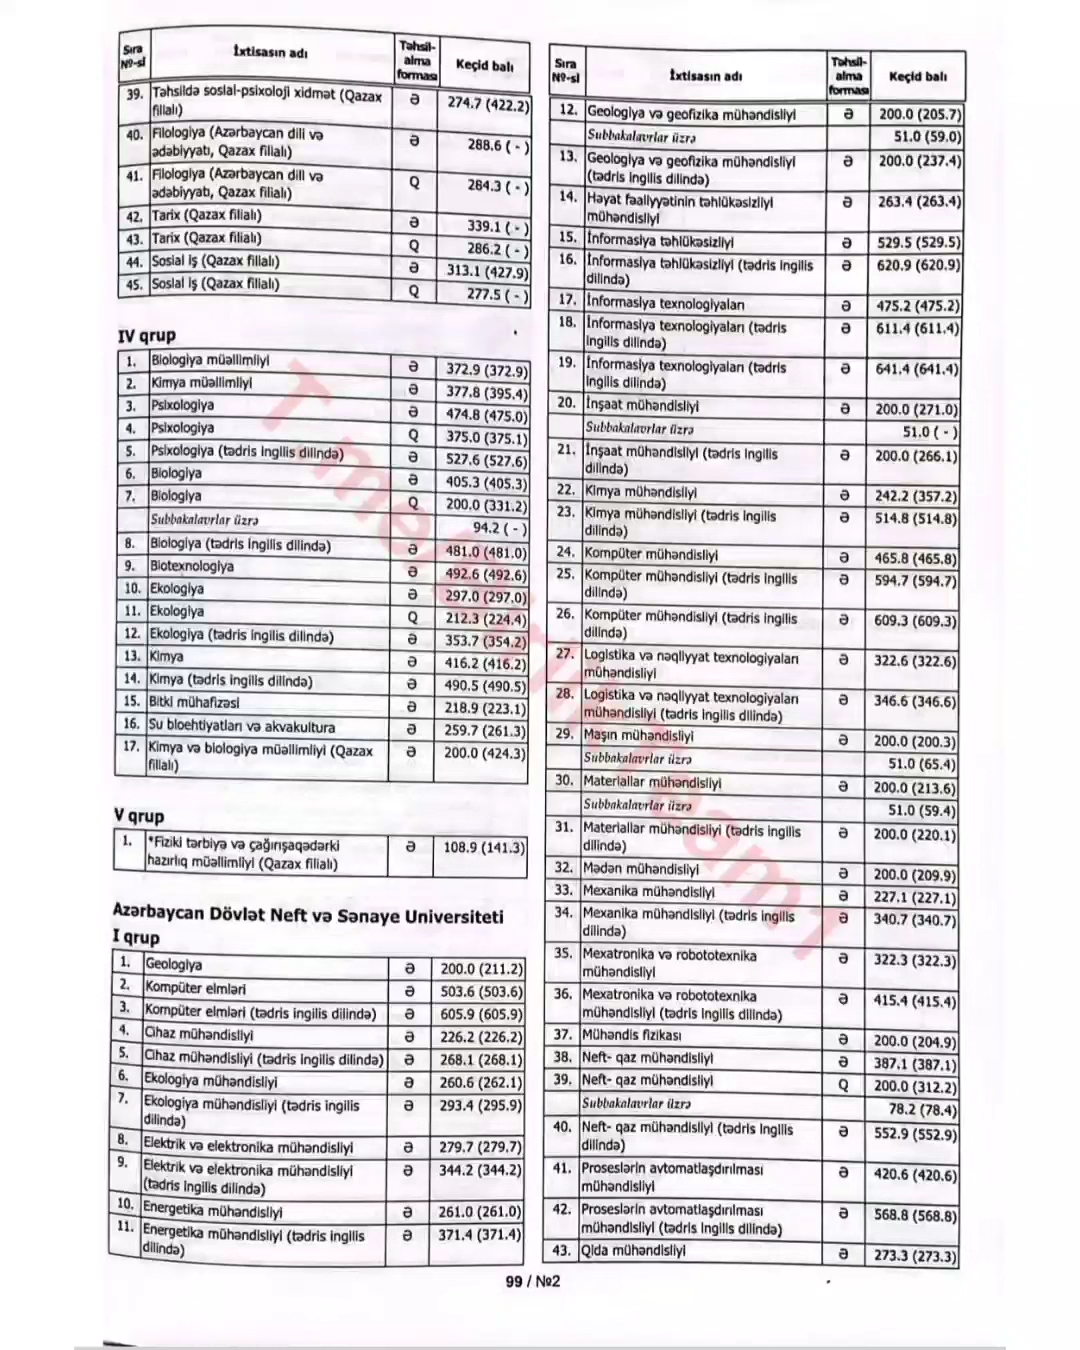 Sıra №-si İxtisasın adı Təhsil-alma forması Keçid balı
39. Təhsildə sosial-psixoloji xidmət (Qazax filialı) Ə 274.7 (422.2)
40. Filologiya (Azərbaycan dili və ədəbiyyatı, Qazax filialı) Ə 288.6 ( - )
41. Filologiya (Azərbaycan dili və ədəbiyyatı, Qazax filialı) Q 284.3 ( - )
42. Tarix (Qazax filialı) Ə 339.1 ( - )
43. Tarix (Qazax filialı) Q 286.2 ( - )
44. Sosial iş (Qazax filialı) Ə 313.1 (427.9)
45. Sosial iş (Qazax filialı) Q 277.5 ( - )
IV qrup
1. Biologiya müəllimliyi Ə 372.9 (372.9)
2. Kimya müəllimliyi Ə 377.8 (395.4)
3. Psixologiya Ə 474.8 (475.0)
4. Psixologiya Q 375.0 (375.1)
5. Psixologiya (tədris ingilis dilində) Ə 527.6 (527.6)
6. Biologiya Ə 405.3 (405.3)
7. Biologiya Q 200.0 (331.2)
Subbakalavrlar üzrə 94.2 ( - )
8. Biologiya (tədris ingilis dilində) Ə 481.0 (481.0)
9. Biotexnologiya Ə 492.6 (492.6)
10. Ekologiya Ə 297.0 (297.0)
11. Ekologiya Q 212.3 (224.4)
12. Ekologiya (tədris ingilis dilində) Ə 353.7 (354.2)
13. Kimya Ə 416.2 (416.2)
14. Kimya (tədris ingilis dilində) Ə 490.5 (490.5)
15. Bitki mühafizəsi Ə 218.9 (223.1)
16. Su bioehtiyatları və akvakultura Ə 259.7 (261.3)
17. Kimya və biologiya müəllimliyi (Qazax filialı) Ə 200.0 (424.3)
V qrup
1. *Fiziki tərbiyə və çağırışaqədərki hazırlıq müəllimliyi (Qazax filialı) Ə 108.9 (141.3)
Azərbaycan Dövlət Neft və Sənaye Universiteti
I qrup
1. Geologiya Ə 200.0 (211.2)
2. Kompüter elmləri Ə 503.6 (503.6)
3. Kompüter elmləri (tədris ingilis dilində) Ə 605.9 (605.9)
4. Cihaz mühəndisliyi Ə 226.2 (226.2)
5. Cihaz mühəndisliyi (tədris ingilis dilində) Ə 268.1 (268.1)
6. Ekologiya mühəndisliyi Ə 260.6 (262.1)
7. Ekologiya mühəndisliyi (tədris ingilis dilində) Ə 293.4 (295.9)
8. Elektrik və elektronika mühəndisliyi Ə 279.7 (279.7)
9. Elektrik və elektronika mühəndisliyi (tədris ingilis dilində) Ə 344.2 (344.2)
10. Energetika mühəndisliyi Ə 261.0 (261.0)
11. Energetika mühəndisliyi (tədris ingilis dilində) Ə 371.4 (371.4)
Sıra №-si İxtisasın adı Təhsil-alma forması Keçid balı
12. Geologiya və geofizika mühəndisliyi Ə 200.0 (205.7)
Subbakalavrlar üzrə 51.0 (59.0)
13. Geologiya və geofizika mühəndisliyi (tədris ingilis dilində) Ə 200.0 (237.4)
14. Həyat fəaliyyətinin təhlükəsizliyi mühəndisliyi Ə 263.4 (263.4)
15. İnformasiya təhlükəsizliyi Ə 529.5 (529.5)
16. İnformasiya təhlükəsizliyi (tədris ingilis dilində) Ə 620.9 (620.9)
17. İnformasiya texnologiyaları Ə 475.2 (475.2)
18. İnformasiya texnologiyaları (tədris ingilis dilində) Ə 611.4 (611.4)
19. İnformasiya texnologiyaları (tədris ingilis dilində) Ə 641.4 (641.4)
20. İnşaat mühəndisliyi Ə 200.0 (271.0)
Subbakalavrlar üzrə 51.0 ( - )
21. İnşaat mühəndisliyi (tədris ingilis dilində) Ə 200.0 (266.1)
22. Kimya mühəndisliyi Ə 242.2 (357.2)
23. Kimya mühəndisliyi (tədris ingilis dilində) Ə 514.8 (514.8)
24. Kompüter mühəndisliyi Ə 465.8 (465.8)
25. Kompüter mühəndisliyi (tədris ingilis dilində) Ə 594.7 (594.7)
26. Kompüter mühəndisliyi (tədris ingilis dilində) Ə 609.3 (609.3)
27. Logistika və nəqliyyat texnologiyaları mühəndisliyi Ə 322.6 (322.6)
28. Logistika və nəqliyyat texnologiyaları mühəndisliyi (tədris ingilis dilində) Ə 346.6 (346.6)
29. Maşın mühəndisliyi Ə 200.0 (200.3)
Subbakalavrlar üzrə 51.0 (65.4)
30. Materiallar mühəndisliyi Ə 200.0 (213.6)
Subbakalavrlar üzrə 51.0 (59.4)
31. Materiallar mühəndisliyi (tədris ingilis dilində) Ə 200.0 (220.1)
32. Mədən mühəndisliyi Ə 200.0 (209.9)
33. Mexanika mühəndisliyi Ə 227.1 (227.1)
34. Mexanika mühəndisliyi (tədris ingilis dilində) Ə 340.7 (340.7)
35. Mexatronika və robototexnika mühəndisliyi Ə 322.3 (322.3)
36. Mexatronika və robototexnika mühəndisliyi (tədris ingilis dilində) Ə 415.4 (415.4)
37. Mühəndis fizikası Ə 200.0 (204.9)
38. Neft- qaz mühəndisliyi Ə 387.1 (387.1)
39. Neft- qaz mühəndisliyi Q 200.0 (312.2)
Subbakalavrlar üzrə 78.2 (78.4)
40. Neft- qaz mühəndisliyi (tədris ingilis dilində) Ə 552.9 (552.9)
41. Proseslərin avtomatlaşdırılması mühəndisliyi Ə 420.6 (420.6)
42. Proseslərin avtomatlaşdırılması mühəndisliyi (tədris ingilis dilində) Ə 568.8 (568.8)
43. Qida mühəndisliyi Ə 273.3 (273.3)
99 / №2